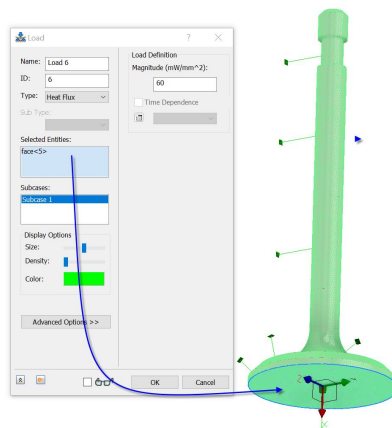 Load
Name: Load 6
ID: 6
Type: Heat Flux
Sub Type:
Selected Entities:
face<5>
Subcases:
Subcase 1
Display Options
Size:
Density:
Color:
Advanced Options >>
Load Definition
Magnitude (mW/mm^2):
60
Time Dependence
OK Cancel